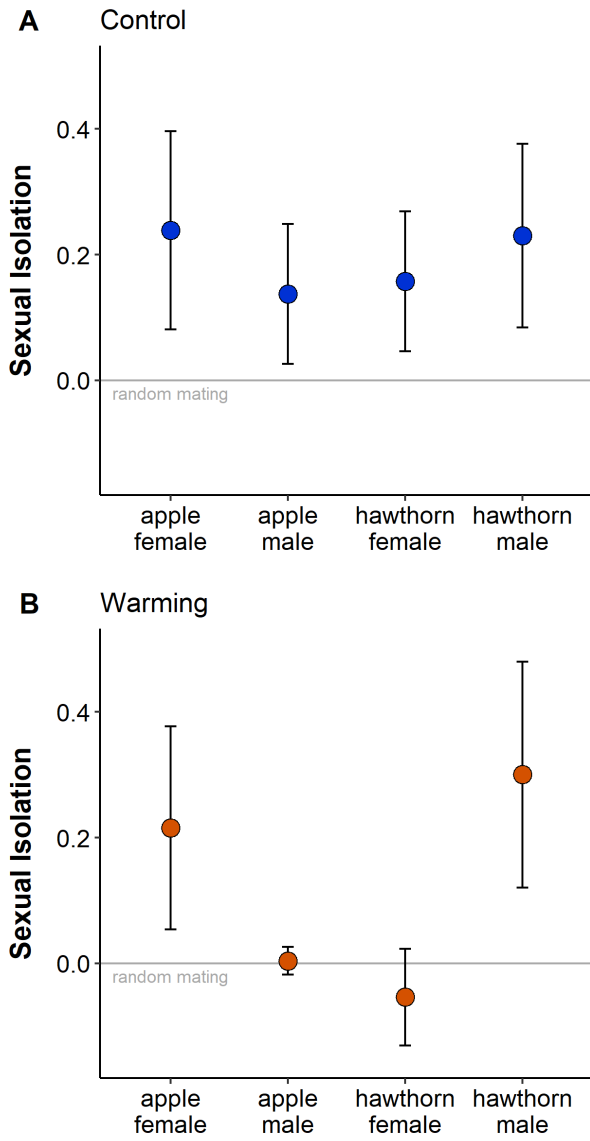 A
Control
Sexual Isolation
0.4
0.2
0.0
random mating
apple female
apple male
hawthorn female
hawthorn male
B
Warming
Sexual Isolation
0.4
0.2
0.0
random mating
apple female
apple male
hawthorn female
hawthorn male